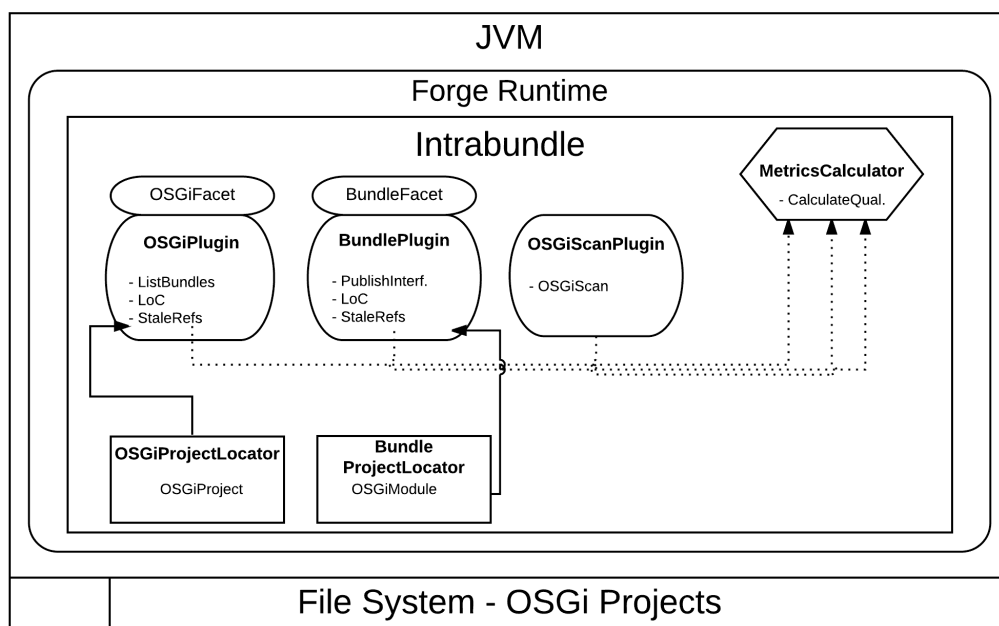 JVM
Forge Runtime
Intrabundle
OSGiFacet
OSGiPlugin
- ListBundles
- LoC
- StaleRefs
BundleFacet
BundlePlugin
- PublishInterf.
- LoC
- StaleRefs
OSGiScanPlugin
- OSGiScan
MetricsCalculator
- CalculateQual.
OSGiProjectLocator
OSGiProject
Bundle
ProjectLocator
OSGiModule
File System - OSGi Projects